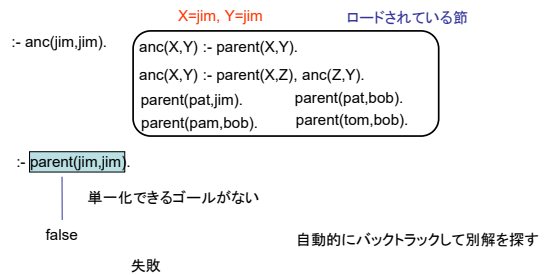 X=jim, Y=jim
ロードされている節
:- anc(jim,jim).
anc(X,Y) :- parent(X,Y).
anc(X,Y) :- parent(X,Z), anc(Z,Y).
parent(pat,jim). parent(pat,bob).
parent(pam,bob). parent(tom,bob).
:- parent(jim,jim).
単一化できるゴールがない
false
自動的にバックトラックして別解を探す
失敗